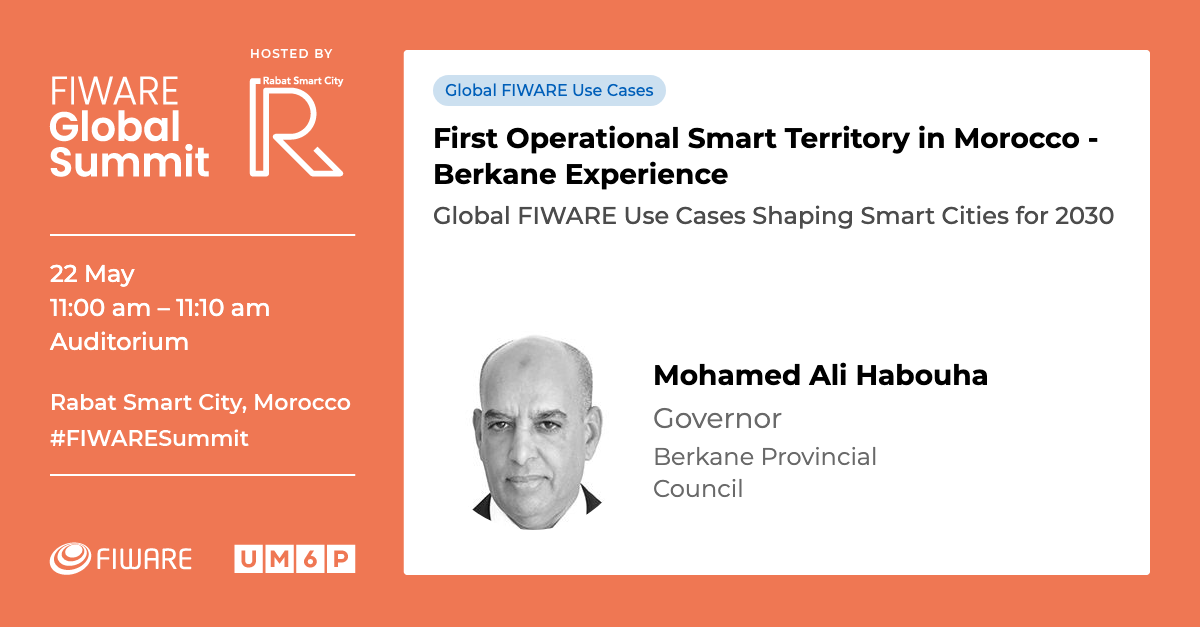 HOSTED BY
FIWARE
Global
Summit
Rabat Smart City
R
22 May
11:00 am – 11:10 am
Auditorium
Rabat Smart City, Morocco
#FIWARESummit
FIWARE
UM6P
Global FIWARE Use Cases
First Operational Smart Territory in Morocco -
Berkane Experience
Global FIWARE Use Cases Shaping Smart Cities for 2030
Mohamed Ali Habouha
Governor
Berkane Provincial
Council